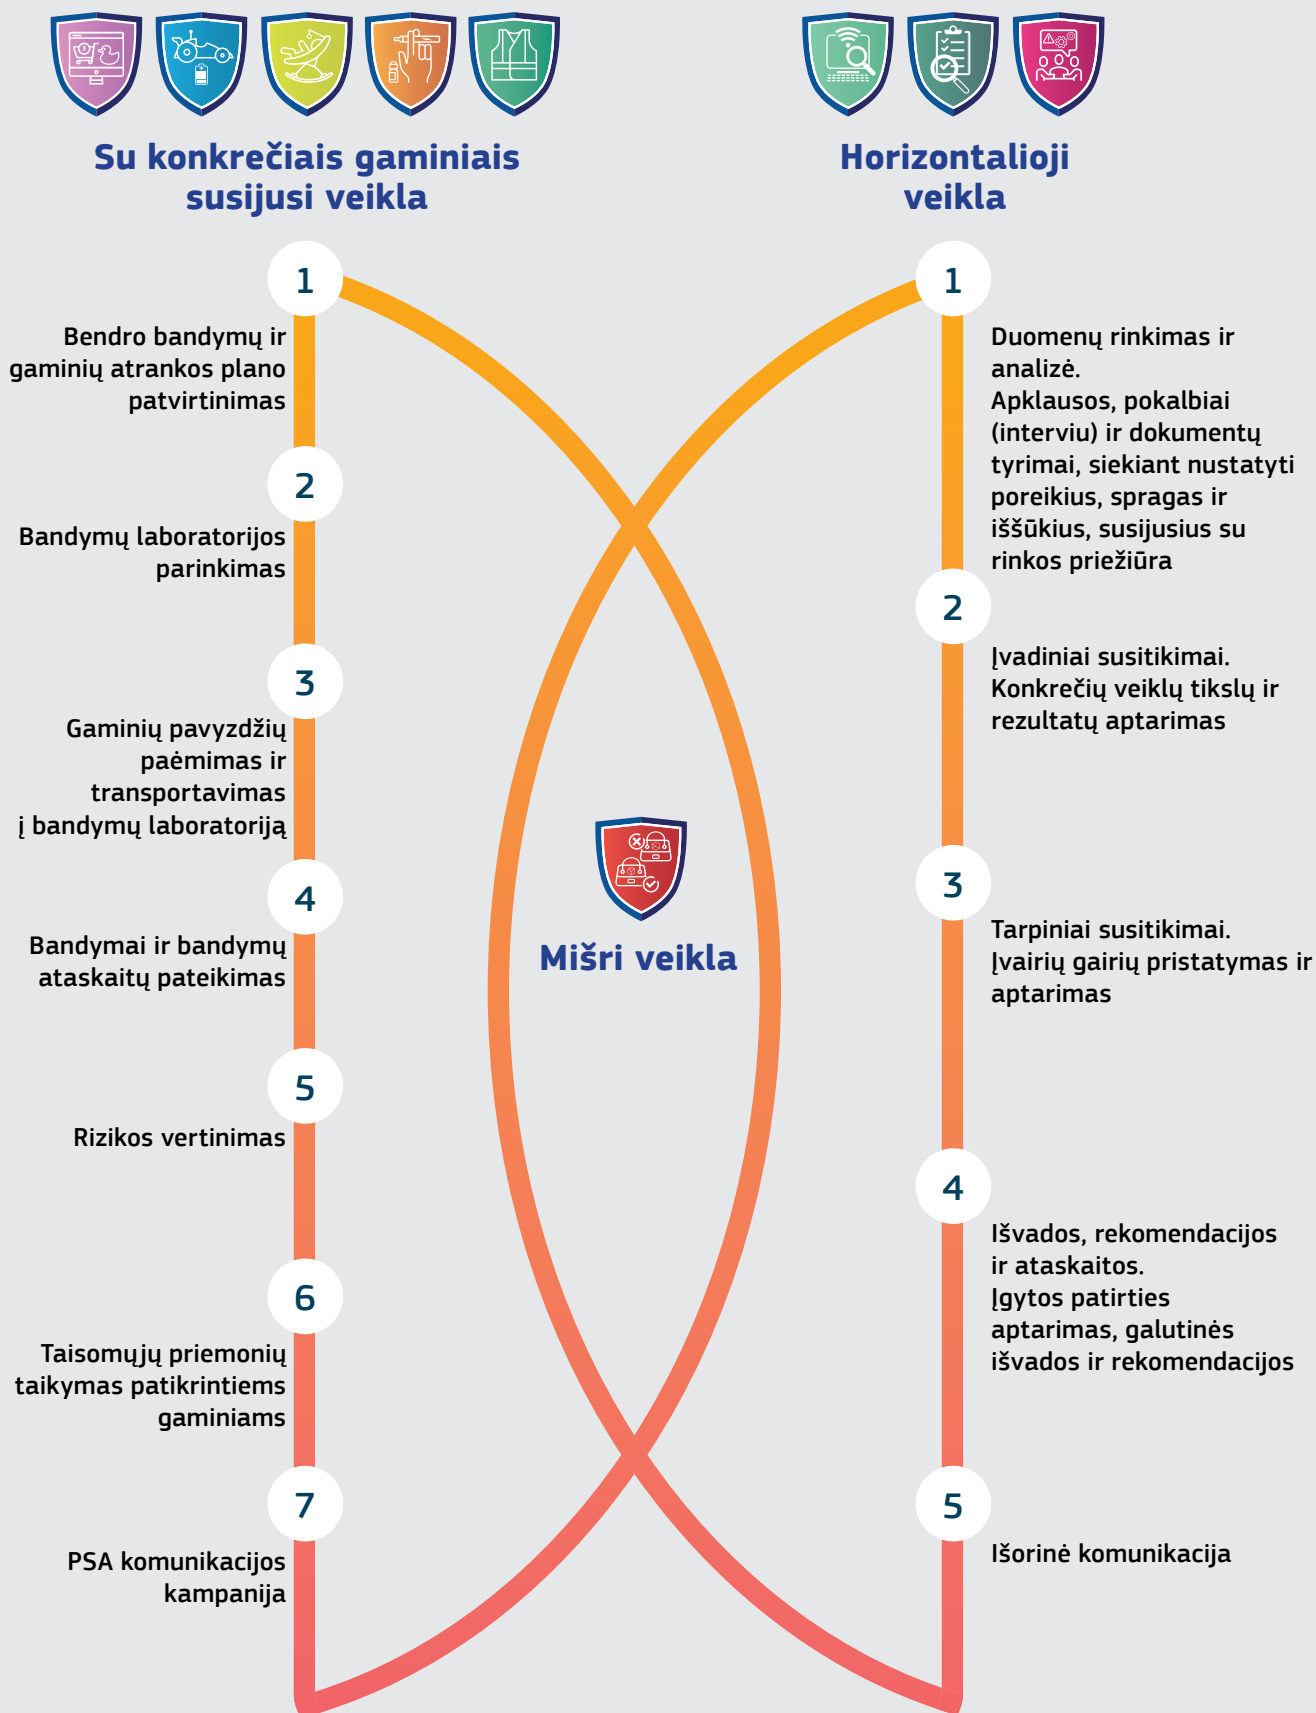 Su konkrečiais gaminiais
susijusi veikla
1
Bendro bandymų ir
gaminių atrankos plano
patvirtinimas
2
Bandymų laboratorijos
parinkimas
3
Gaminių pavyzdžių
paėmimas ir
transportavimas
į bandymų laboratoriją
4
Bandymai ir bandymų
ataskaitų pateikimas
5
Rizikos vertinimas
6
Taisomųjų priemonių
taikymas patikrintiems
gaminiams
7
PSA komunikacijos
kampanija
Mišri veikla
Horizontalioji
veikla
1
Duomenų rinkimas ir
analizė.
Apklausos, pokalbiai
(interviu) ir dokumentų
tyrimai, siekiant nustatyti
poreikius, spragas ir
iššūkius, susijusius su
rinkos priežiūra
2
Įvadiniai susitikimai.
Konkrečių veiklų tikslų ir
rezultatų aptarimas
3
Tarpiniai susitikimai.
Įvairių gairių pristatymas ir
aptarimas
4
Išvados, rekomendacijos
ir ataskaitos.
Įgytos patirties
aptarimas, galutinės
išvados ir rekomendacijos
5
Išorinė komunikacija